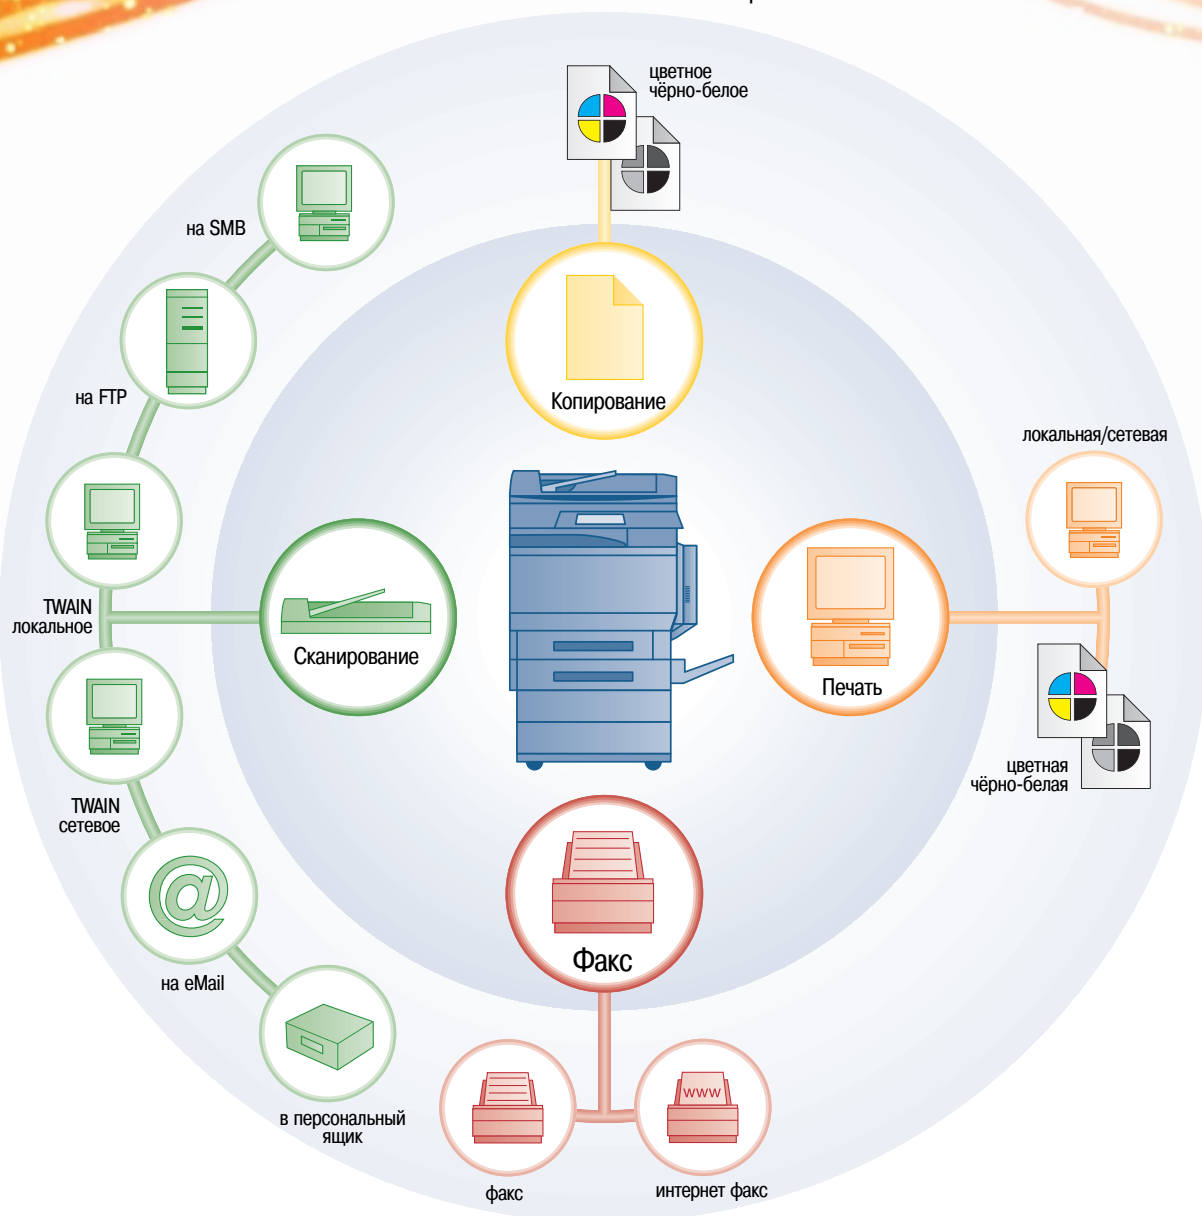 цветное
чёрно-белое
на SMB
Копирование
на FTP
локальная/сетевая
TWAIN
локальное
Сканирование
Печать
цветная
чёрно-белая
TWAIN
сетевое
Факс
на eMail
www
в персональный
ящик
факс
интернет факс